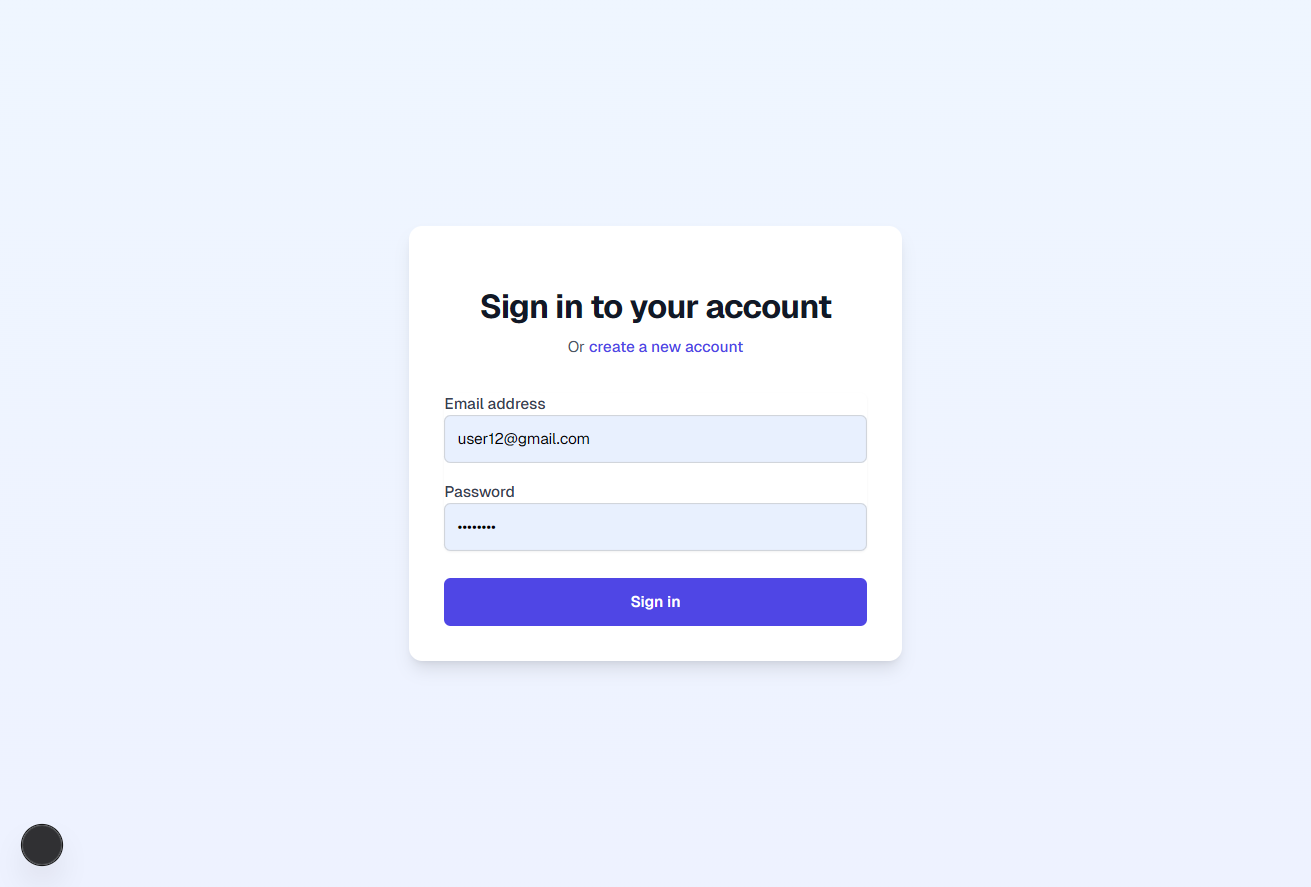 Sign in to your account
Or create a new account
Email address
user12@gmail.com
Password
••••••••
Sign in